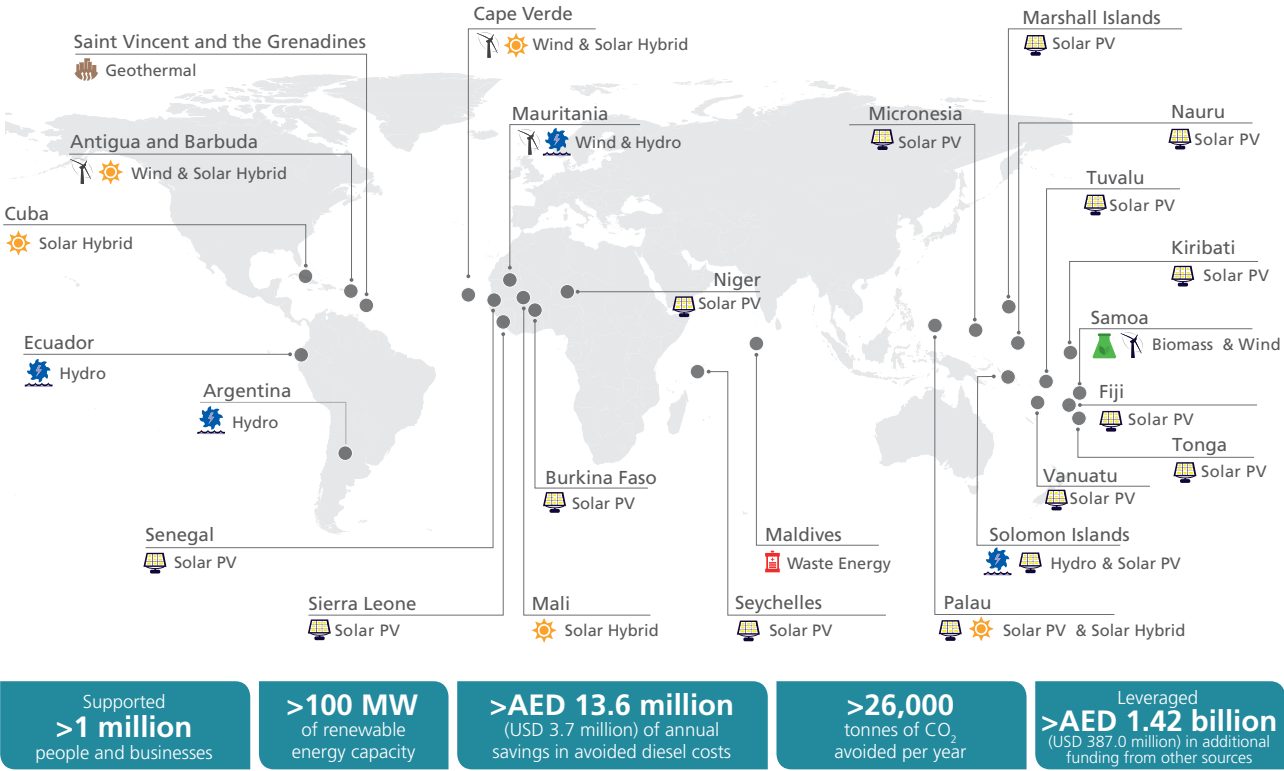 Cape Verde
Wind & Solar Hybrid
Marshall Islands
Solar PV
Saint Vincent and the Grenadines
Geothermal
Mauritania
Wind & Hydro
Micronesia
Solar PV
Nauru
Solar PV
Antigua and Barbuda
Wind & Solar Hybrid
Tuvalu
Solar PV
Cuba
Solar Hybrid
Kiribati
Solar PV
Niger
Solar PV
Samoa
Biomass & Wind
Ecuador
Hydro
Argentina
Hydro
Fiji
Solar PV
Tonga
Solar PV
Burkina Faso
Solar PV
Vanuatu
Solar PV
Senegal
Solar PV
Maldives
Waste Energy
Solomon Islands
Hydro & Solar PV
Sierra Leone
Solar PV
Mali
Solar Hybrid
Seychelles
Solar PV
Palau
Solar PV & Solar Hybrid
Supported
>1 million
people and businesses
>100 MW
of renewable
energy capacity
>AED 13.6 million
(USD 3.7 million) of annual
savings in avoided diesel costs
>26,000
tonnes of CO2
avoided per year
Leveraged
>AED 1.42 billion
(USD 387.0 million) in additional
funding from other sources